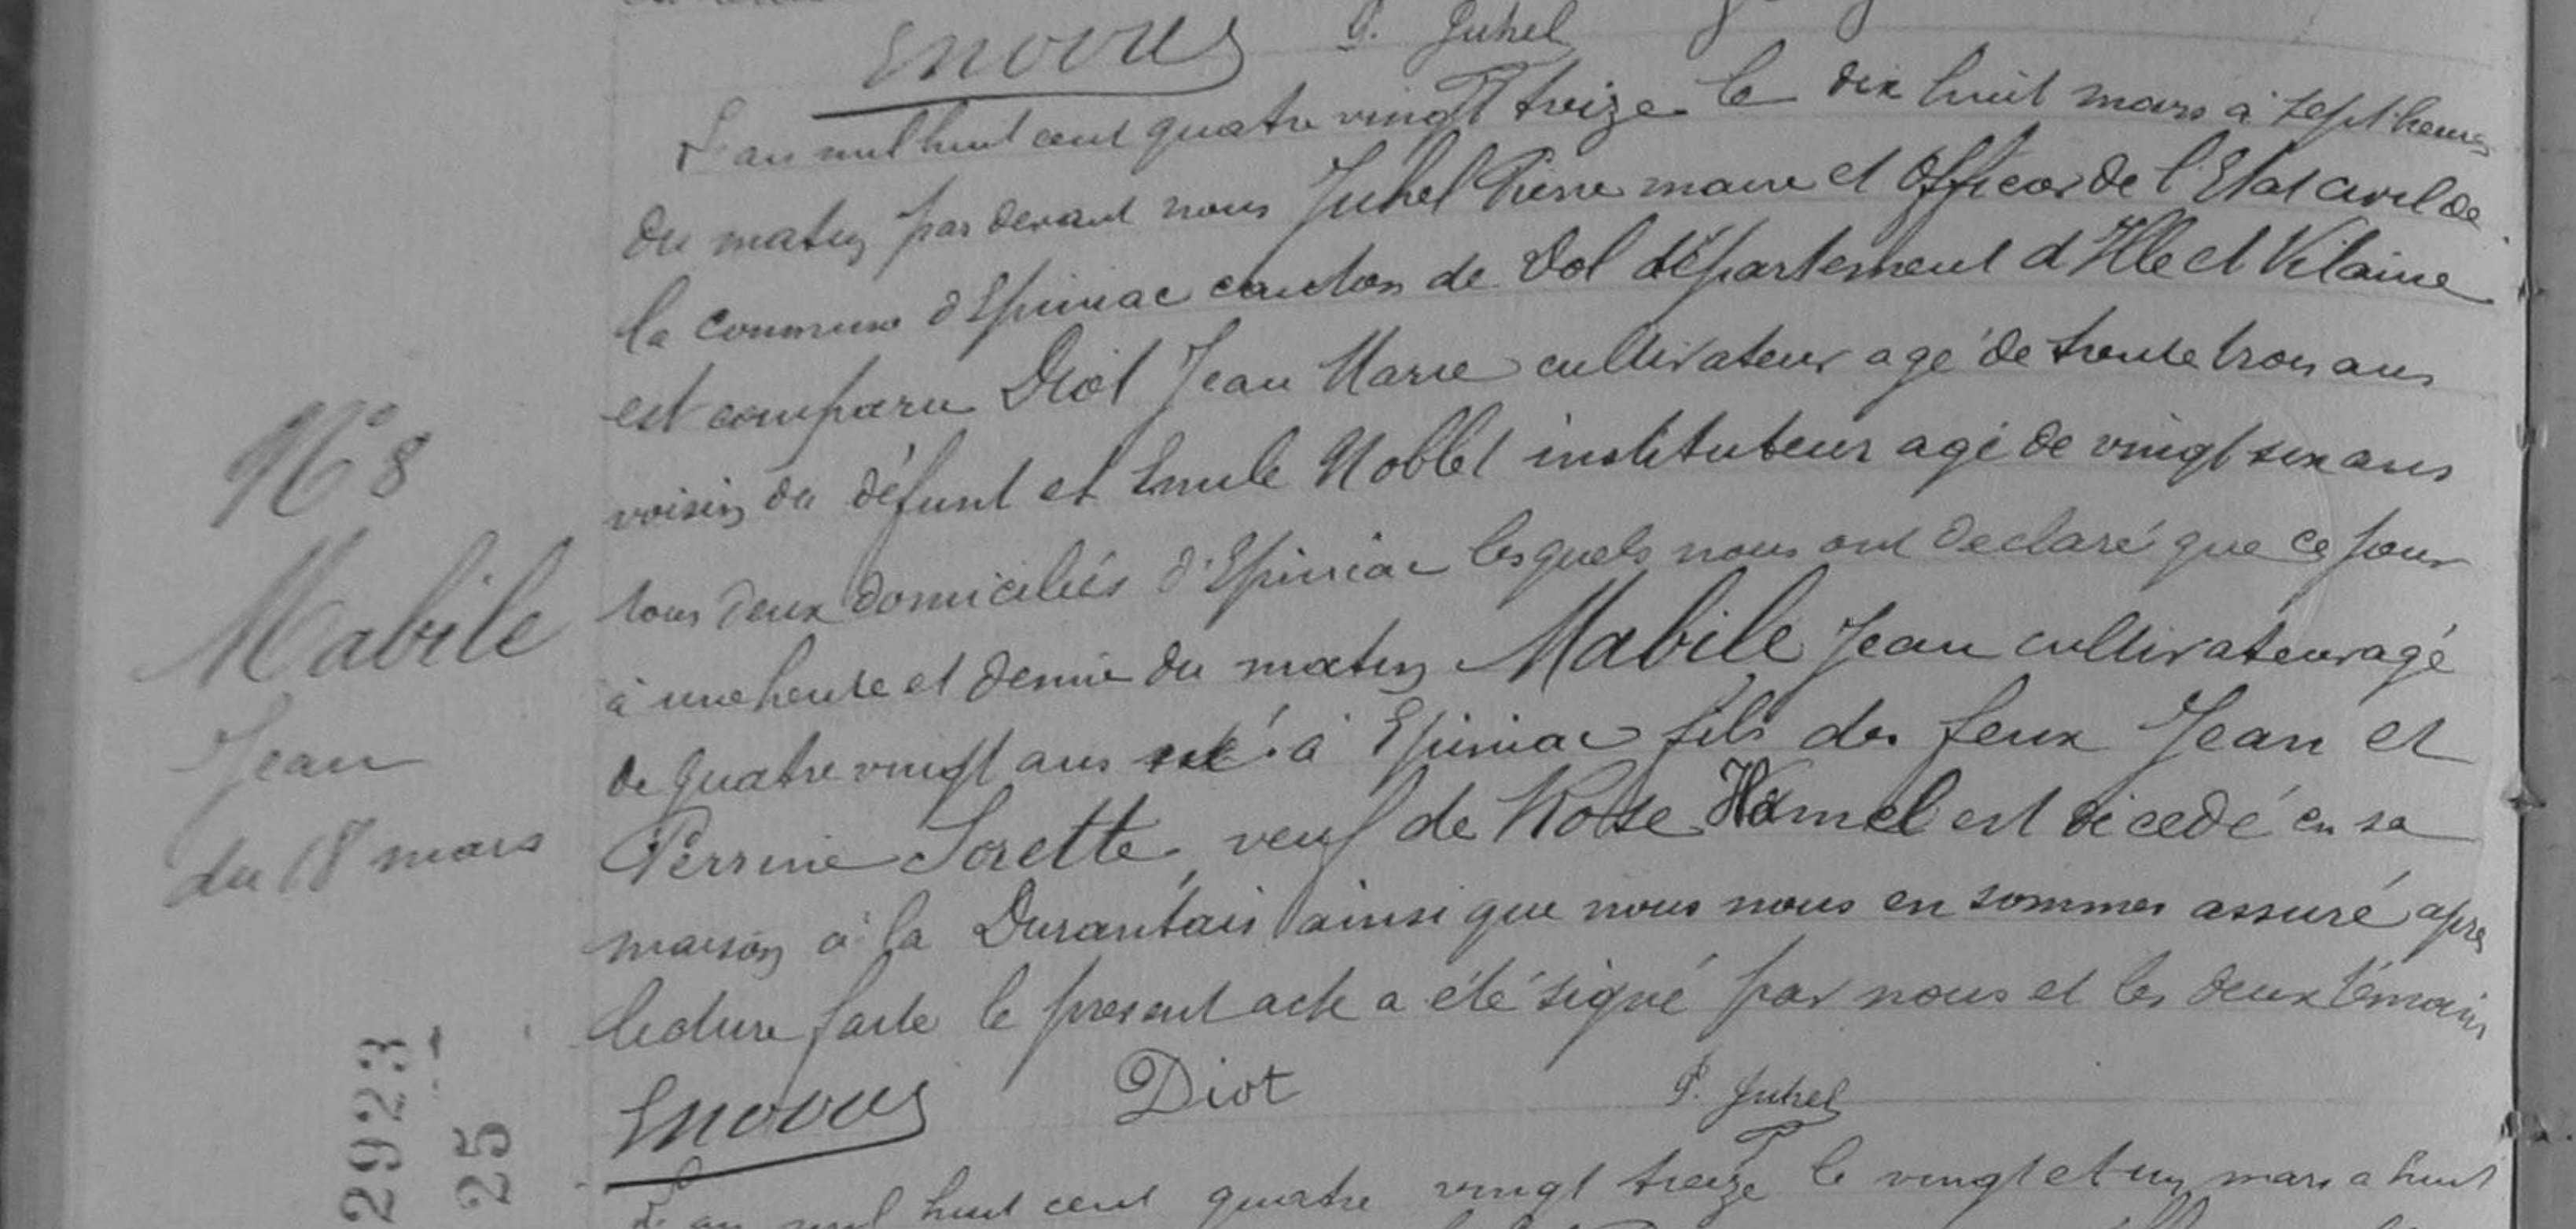 P. Juhel
L'an mil huit cent quatre vingt treize le dix huit mars à sept heures
du matin par devant nous Juhel Pierre maire et officier de l'Etat civil de
la commune d'Epiniac canton de Dol département d'Ille et Vilaine
est comparu Diot Jean Marie cultivateur agé de trente trois ans
voisin du défunt et Emile Noblet instituteur agé de vingt six ans
tous deux domiciliés d'Epiniac lesquels nous ont declaré que ce jour
à une heure et demie du matin Mabile Jean cultivateur agé
de quatre vingt ans né à Epiniac fils de feux Jean et
Perrine Sorette, veuf de Rose Hamel est décedé en sa
maison à la Durantais ainsi que nous nous en sommes assuré après
lecture faite le present acte a été signé par nous et les deux témoins
Diot P. Juhel
L'an mil huit cent quatre vingt treize le vingt et un mars a huit
N° 8
Mabile
Jean
du 18 mars
2923
25